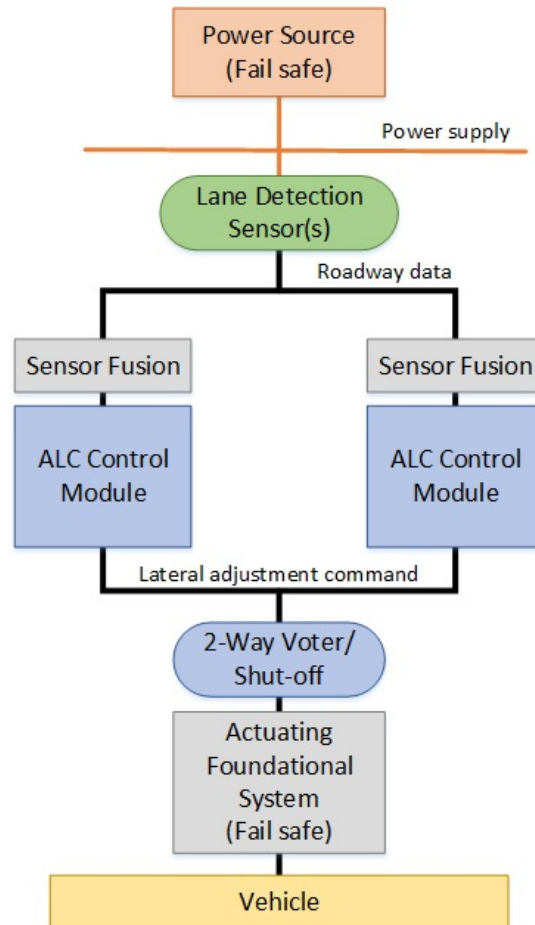 Power Source
(Fail safe)
Power supply
Lane Detection
Sensor(s)
Roadway data
Sensor Fusion
Sensor Fusion
ALC Control
Module
ALC Control
Module
Lateral adjustment command
2-Way Voter/
Shut-off
Actuating
Foundational
System
(Fail safe)
Vehicle